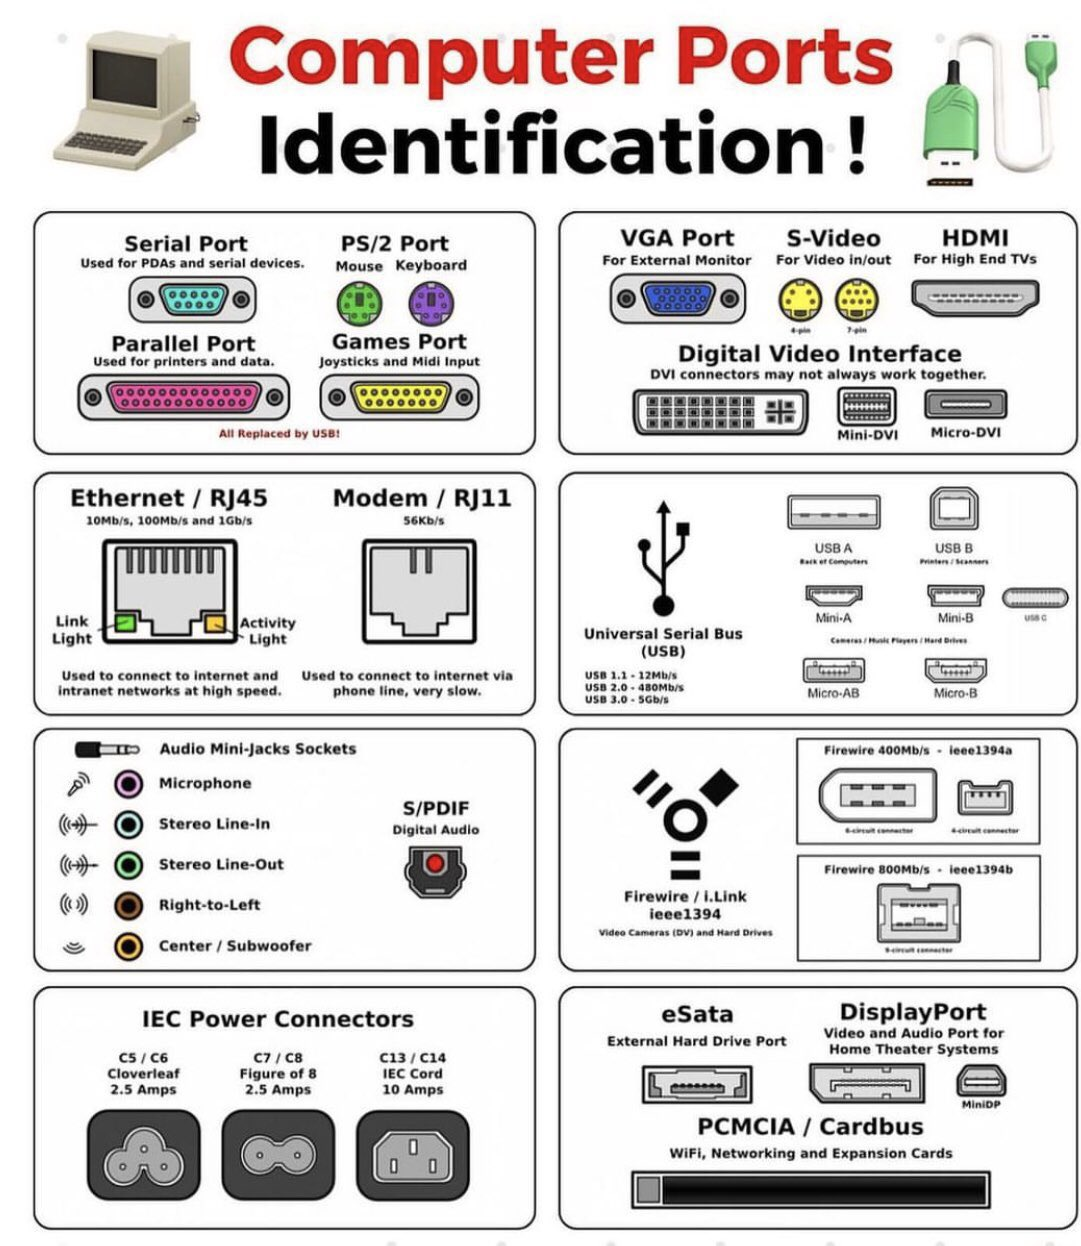 Computer Ports
Identification !
Serial Port
Used for PDAs and serial devices.
PS/2 Port
Mouse Keyboard
Parallel Port
Used for printers and data.
Games Port
Joysticks and Midi Input
All Replaced by USB!
VGA Port
For External Monitor
S-Video
For Video in/out
HDMI
For High End TVs
4-pin
7-pin
Digital Video Interface
DVI connectors may not always work together.
Mini-DVI
Micro-DVI
Ethernet / RJ45
10Mb/s, 100Mb/s and 1Gb/s
Link
Light
Activity
Light
Used to connect to internet and
intranet networks at high speed.
Modem / RJ11
56Kb/s
Used to connect to internet via
phone line, very slow.
Universal Serial Bus
(USB)
USB 1.1 - 12Mb/s
USB 2.0 - 480Mb/s
USB 3.0 - 5Gb/s
USB A
Back of Computers
USB B
Printers / Scanners
Mini-A
Mini-B
USB C
Cameras / Music Players / Hard Drives
Micro-AB
Micro-B
Audio Mini-Jacks Sockets
Microphone
Stereo Line-In
Stereo Line-Out
Right-to-Left
Center / Subwoofer
S/PDIF
Digital Audio
Firewire / i.Link
ieee1394
Video Cameras (DV) and Hard Drives
Firewire 400Mb/s - ieee1394a
6-circuit connector
4-circuit connector
Firewire 800Mb/s - ieee1394b
9-circuit connector
IEC Power Connectors
C5 / C6
Cloverleaf
2.5 Amps
C7 / C8
Figure of 8
2.5 Amps
C13 / C14
IEC Cord
10 Amps
eSata
External Hard Drive Port
DisplayPort
Video and Audio Port for
Home Theater Systems
MiniDP
PCMCIA / Cardbus
WiFi, Networking and Expansion Cards